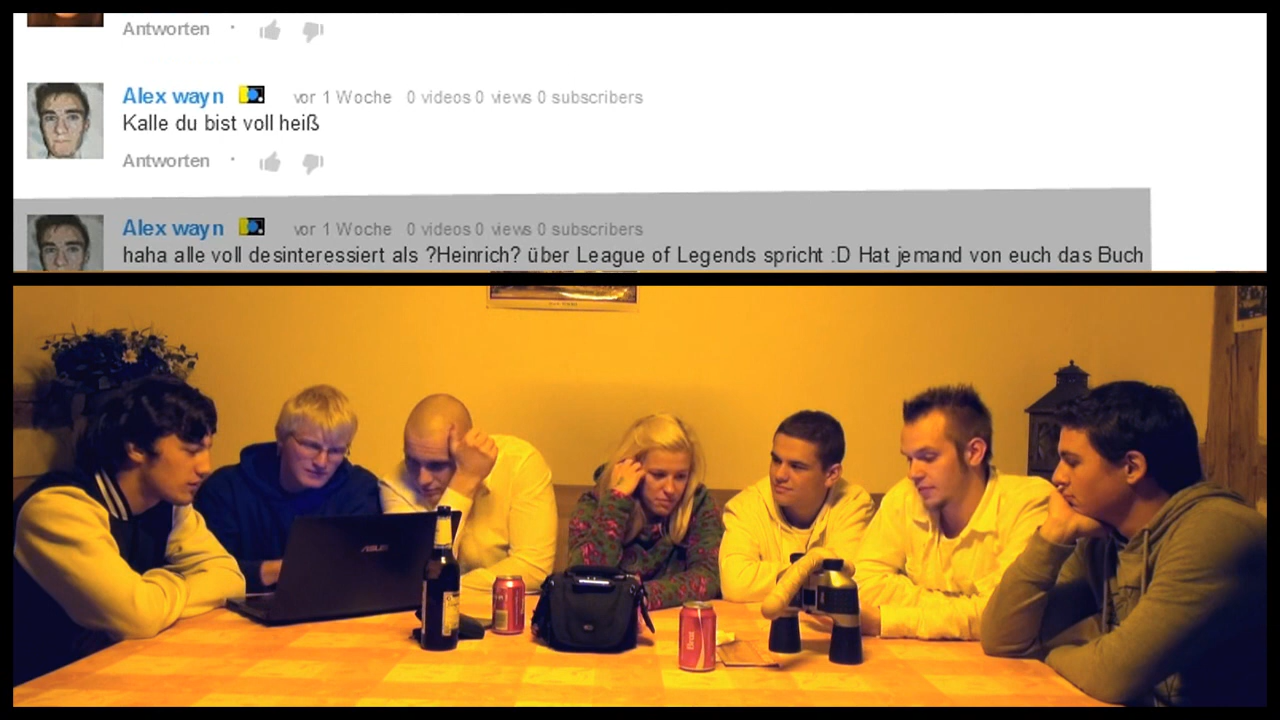 Antworten ·
Alex wayn vor 1 Woche 0 videos 0 views 0 subscribers
Kalle du bist voll heiß
Antworten ·
Alex wayn vor 1 Woche 0 videos 0 views 0 subscribers
haha alle voll desinteressiert als ?Heinrich? über League of Legends spricht :D Hat jemand von euch das Buch
ASUS
Brat